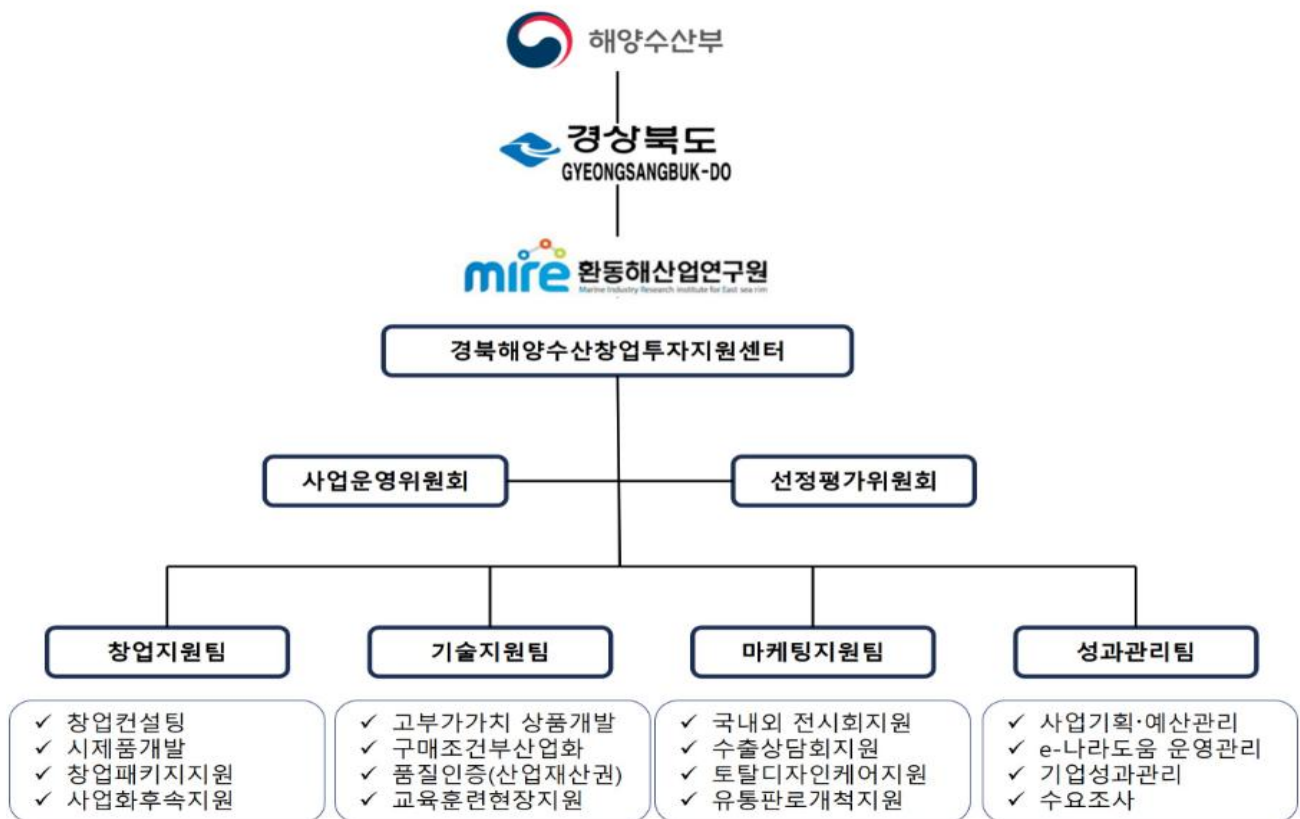 해양수산부
경상북도
GYEONGSANGBUK-DO
mire 환동해산업연구원
Marine Industry Research institute for East sea rim
경북해양수산창업투자지원센터
사업운영위원회
선정평가위원회
창업지원팀
기술지원팀
마케팅지원팀
성과관리팀
✓ 창업컨설팅
✓ 시제품개발
✓ 창업패키지지원
✓ 사업화후속지원
✓ 고부가가치 상품개발
✓ 구매조건부산업화
✓ 품질인증(산업재산권)
✓ 교육훈련현장지원
✓ 국내외 전시회지원
✓ 수출상담회지원
✓ 토탈디자인케어지원
✓ 유통판로개척지원
✓ 사업기획·예산관리
✓ e-나라도움 운영관리
✓ 기업성과관리
✓ 수요조사